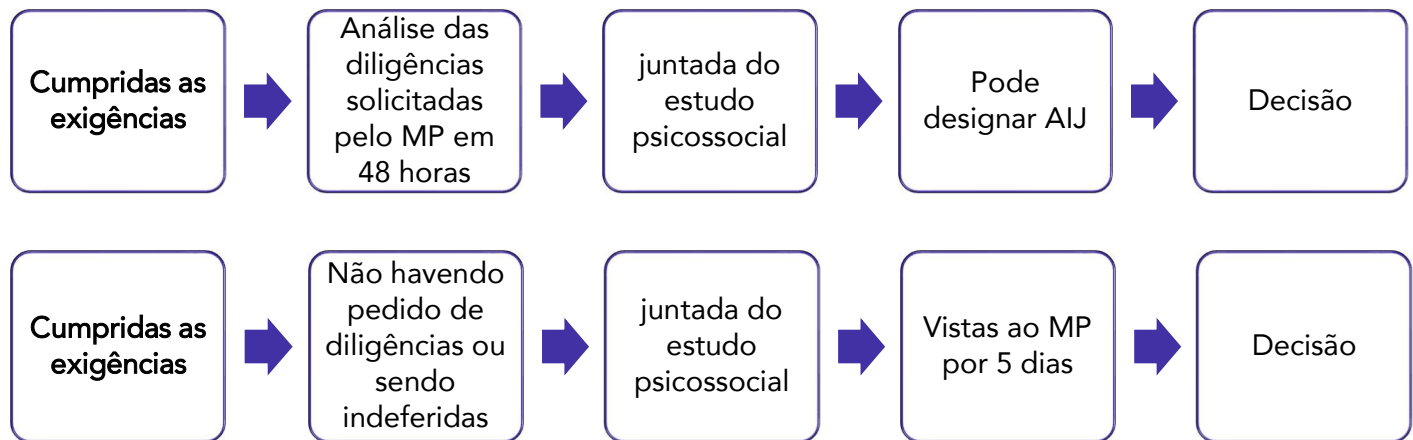 Cumpridas as
exigências
Análise das
diligências
solicitadas
pelo MP em
48 horas
juntada do
estudo
psicossocial
Pode
designar AIJ
Decisão
Cumpridas as
exigências
Não havendo
pedido de
diligências ou
sendo
indeferidas
juntada do
estudo
psicossocial
Vistas ao MP
por 5 dias
Decisão